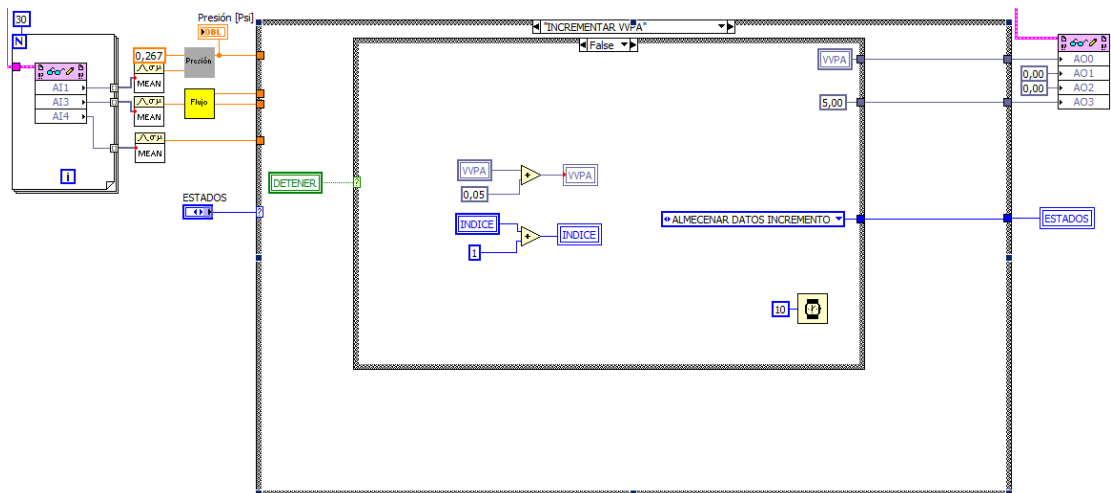 30
N
AI1
AI3
AI4
i
Presión [Psi]
DBL
0,267
Presión
MEAN
Flujo
MEAN
MEAN
ESTADOS
"INCREMENTAR VVPA"
False
DETENER
?
?
VVPA
0,05
+
VVPA
INDICE
1
+
INDICE
VVPA
5,00
ALMECENAR DATOS INCREMENTO
10
AO0
0,00
AO1
0,00
AO2
AO3
ESTADOS